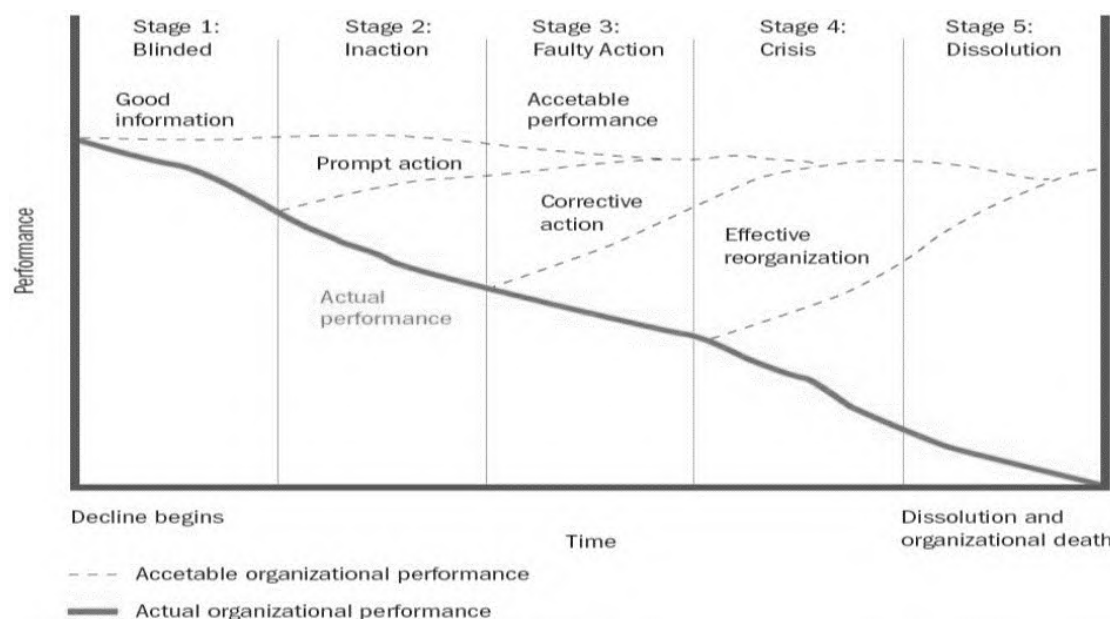 Stage 1:
Blinded
Stage 2:
Inaction
Stage 3:
Faulty Action
Stage 4:
Crisis
Stage 5:
Dissolution
Good
information
Accetable
performance
Prompt action
Corrective
action
Effective
reorganization
Actual
performance
Performance
Decline begins
Time
Dissolution and
organizational death
Accetable organizational performance
Actual organizational performance